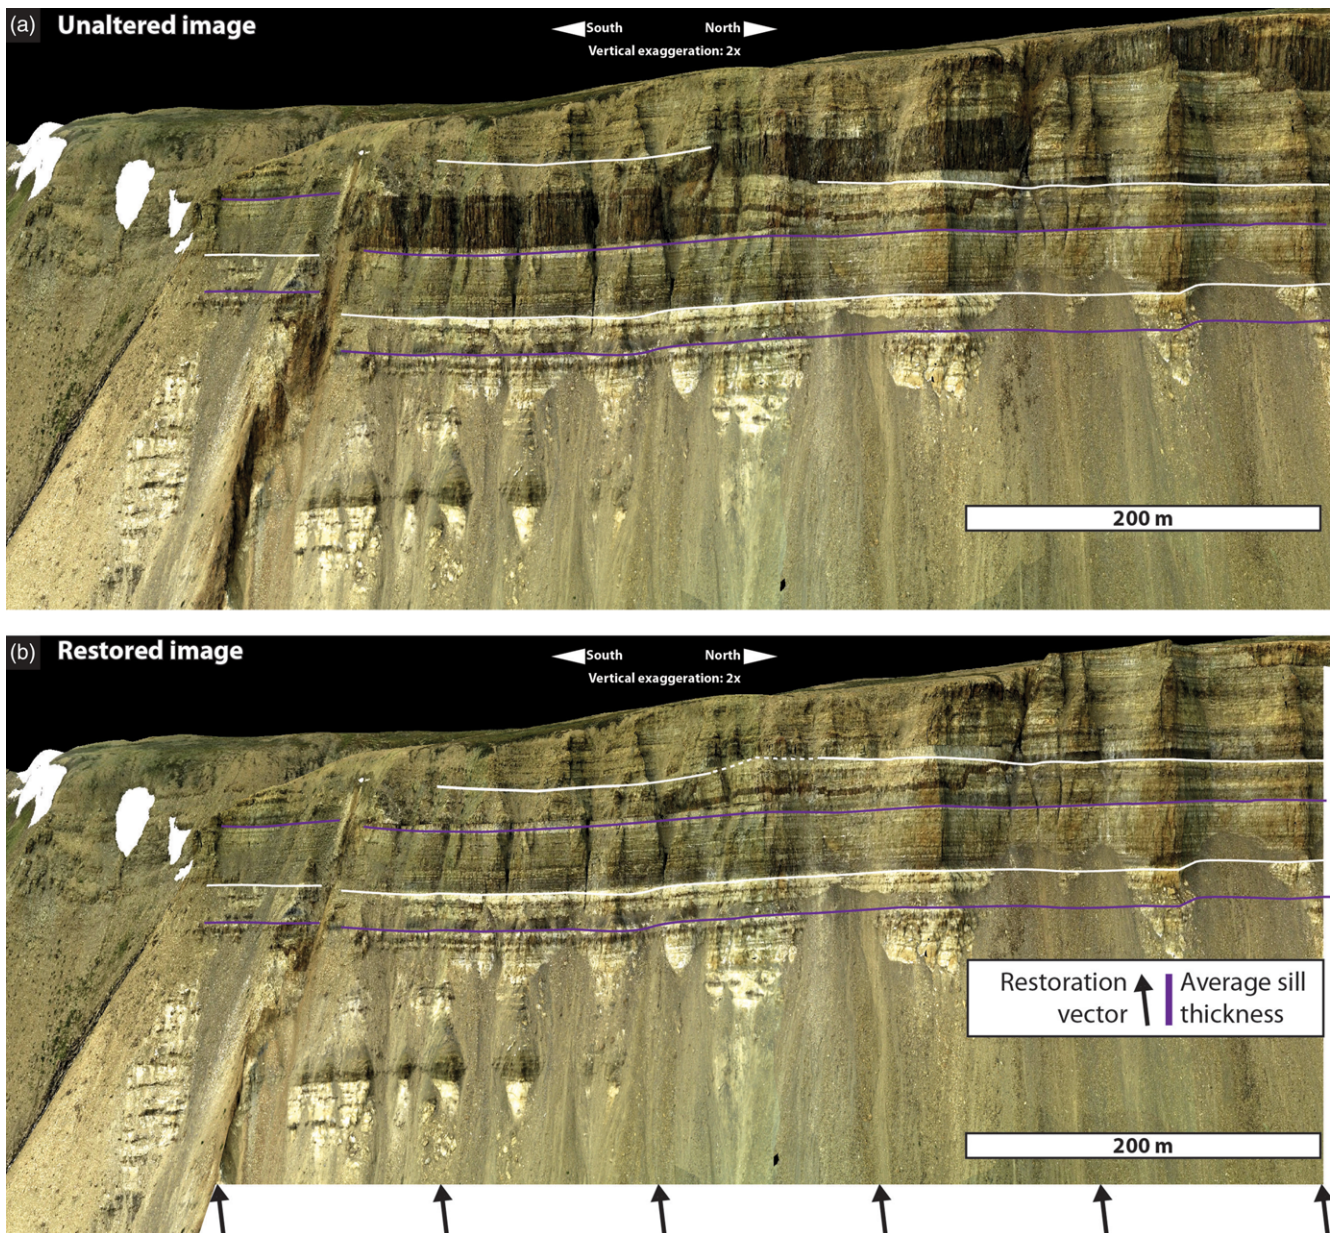 (a) Unaltered image
South North
Vertical exaggeration: 2x
200 m
(b) Restored image
South North
Vertical exaggeration: 2x
Restoration vector
Average sill thickness
200 m